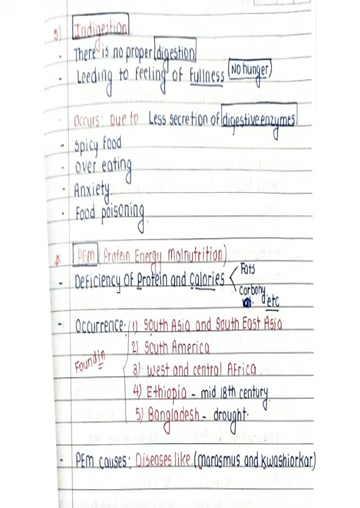 3) Indigestion
- There is no proper digestion
- Leeding to feeling of Fullness (No hunger)
- Occurs: Due to Less secretion of digestive enzymes
- Spicy food
- Over eating
- Anxiety
- Food poisoning
* PEM (Protein Energy Malnutrition)
- Deficiency of Protein and Calories < Fats
Carbohy. etc
- Occurrence: (1) South Asia and South East Asia
Found in 2) South America
3) West and central Africa
4) Ethiopia - mid 18th century
5) Bangladesh - drought.
- PEM causes: Diseases like (marasmus and kwashiorkar)